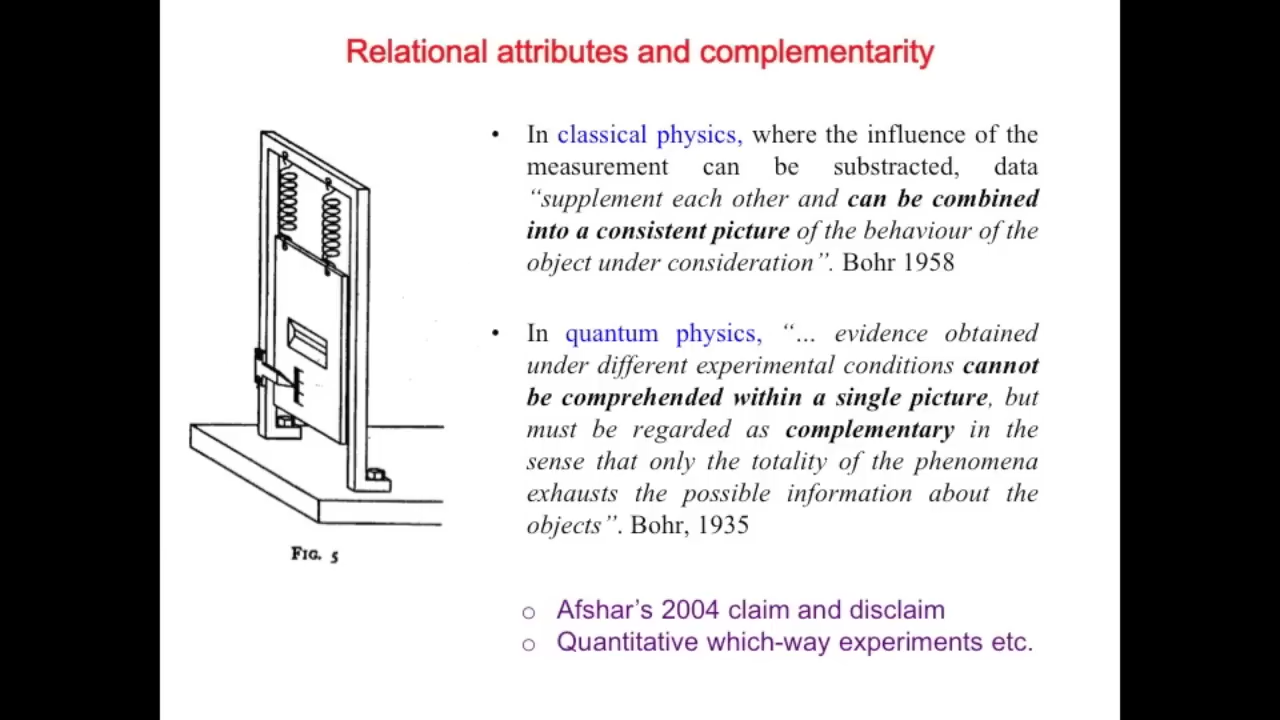 Relational attributes and complementarity
• In classical physics, where the influence of the
measurement can be substracted, data
“supplement each other and can be combined
into a consistent picture of the behaviour of the
object under consideration”. Bohr 1958
• In quantum physics, “... evidence obtained
under different experimental conditions cannot
be comprehended within a single picture, but
must be regarded as complementary in the
sense that only the totality of the phenomena
exhausts the possible information about the
objects”. Bohr, 1935
FIG. 5
o Afshar’s 2004 claim and disclaim
o Quantitative which-way experiments etc.